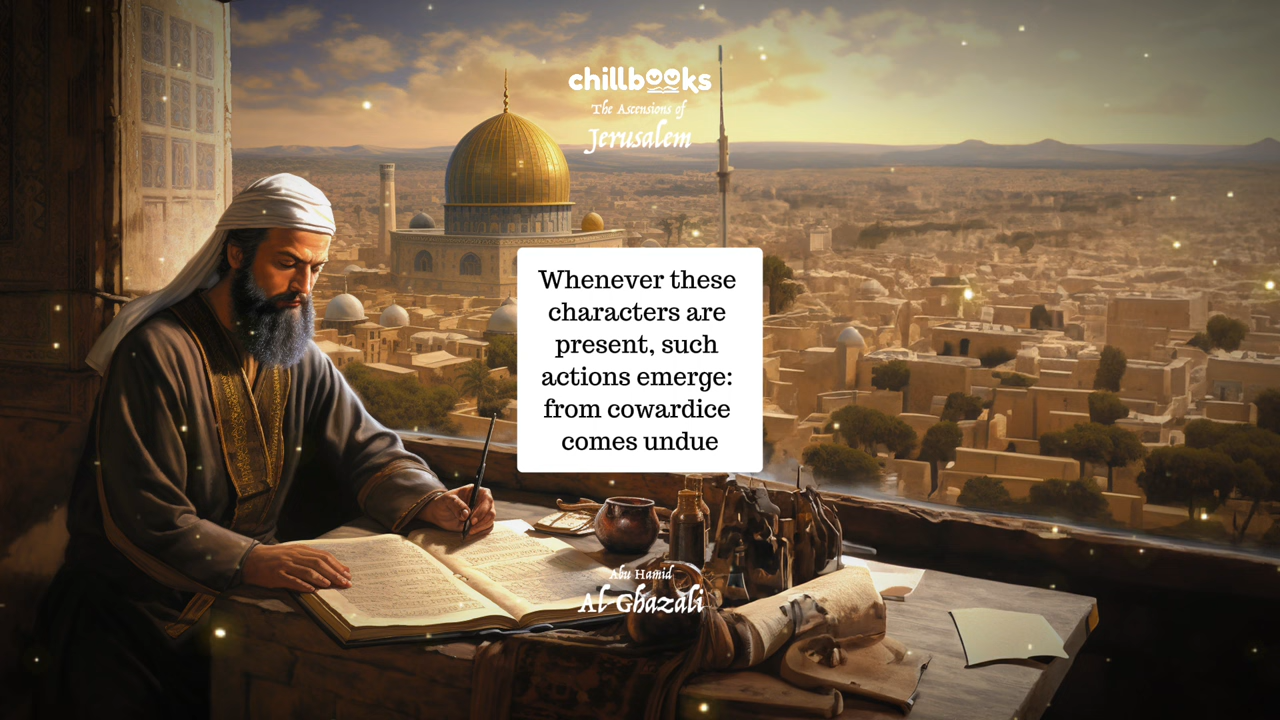 chillbooks
The Ascensions of
Jerusalem
Whenever these
characters are
present, such
actions emerge:
from cowardice
comes undue
Abu Hamid
Al-Ghazali